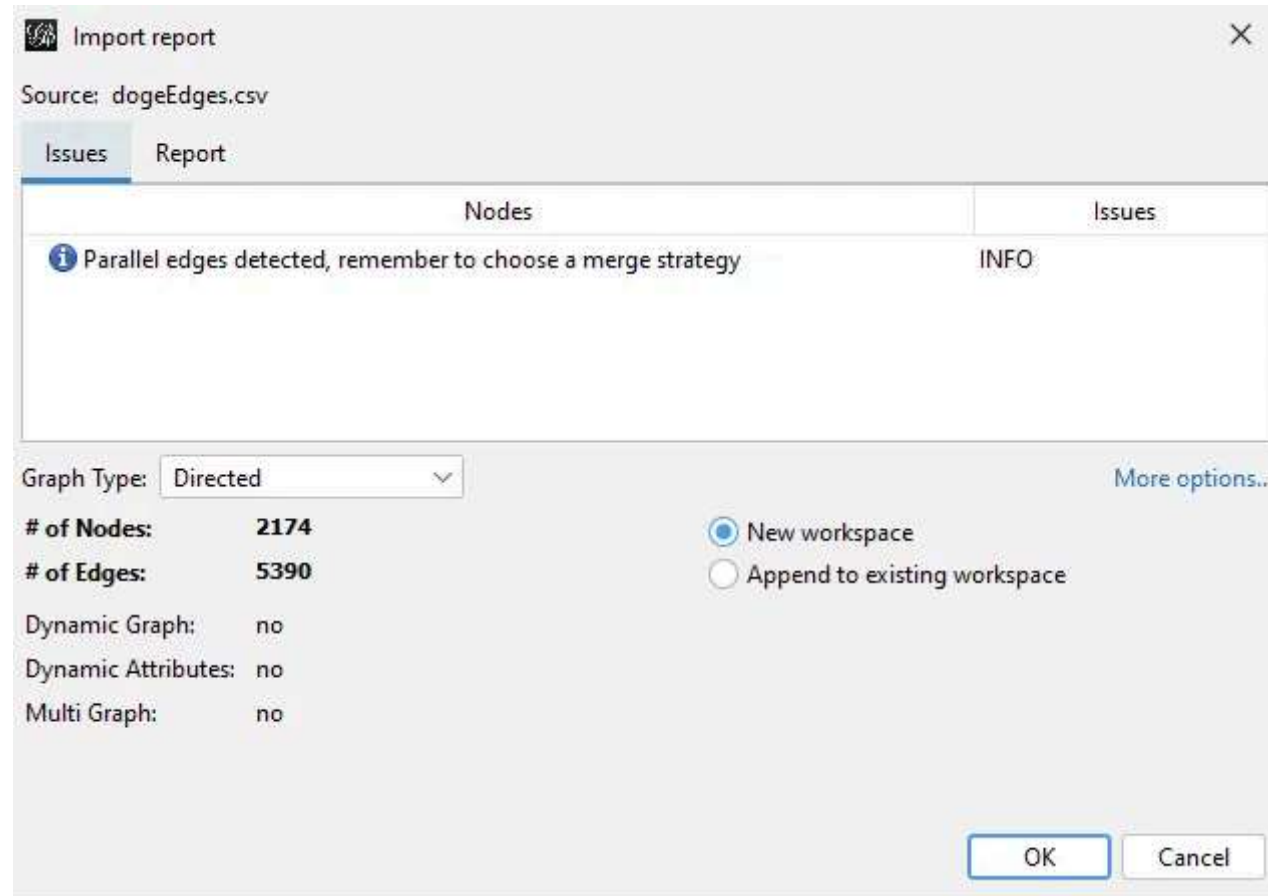 Import report
Source: dogeEdges.csv
Issues Report
Nodes Issues
Parallel edges detected, remember to choose a merge strategy INFO
Graph Type: Directed More options..
# of Nodes: 2174 New workspace
# of Edges: 5390 Append to existing workspace
Dynamic Graph: no
Dynamic Attributes: no
Multi Graph: no
OK Cancel